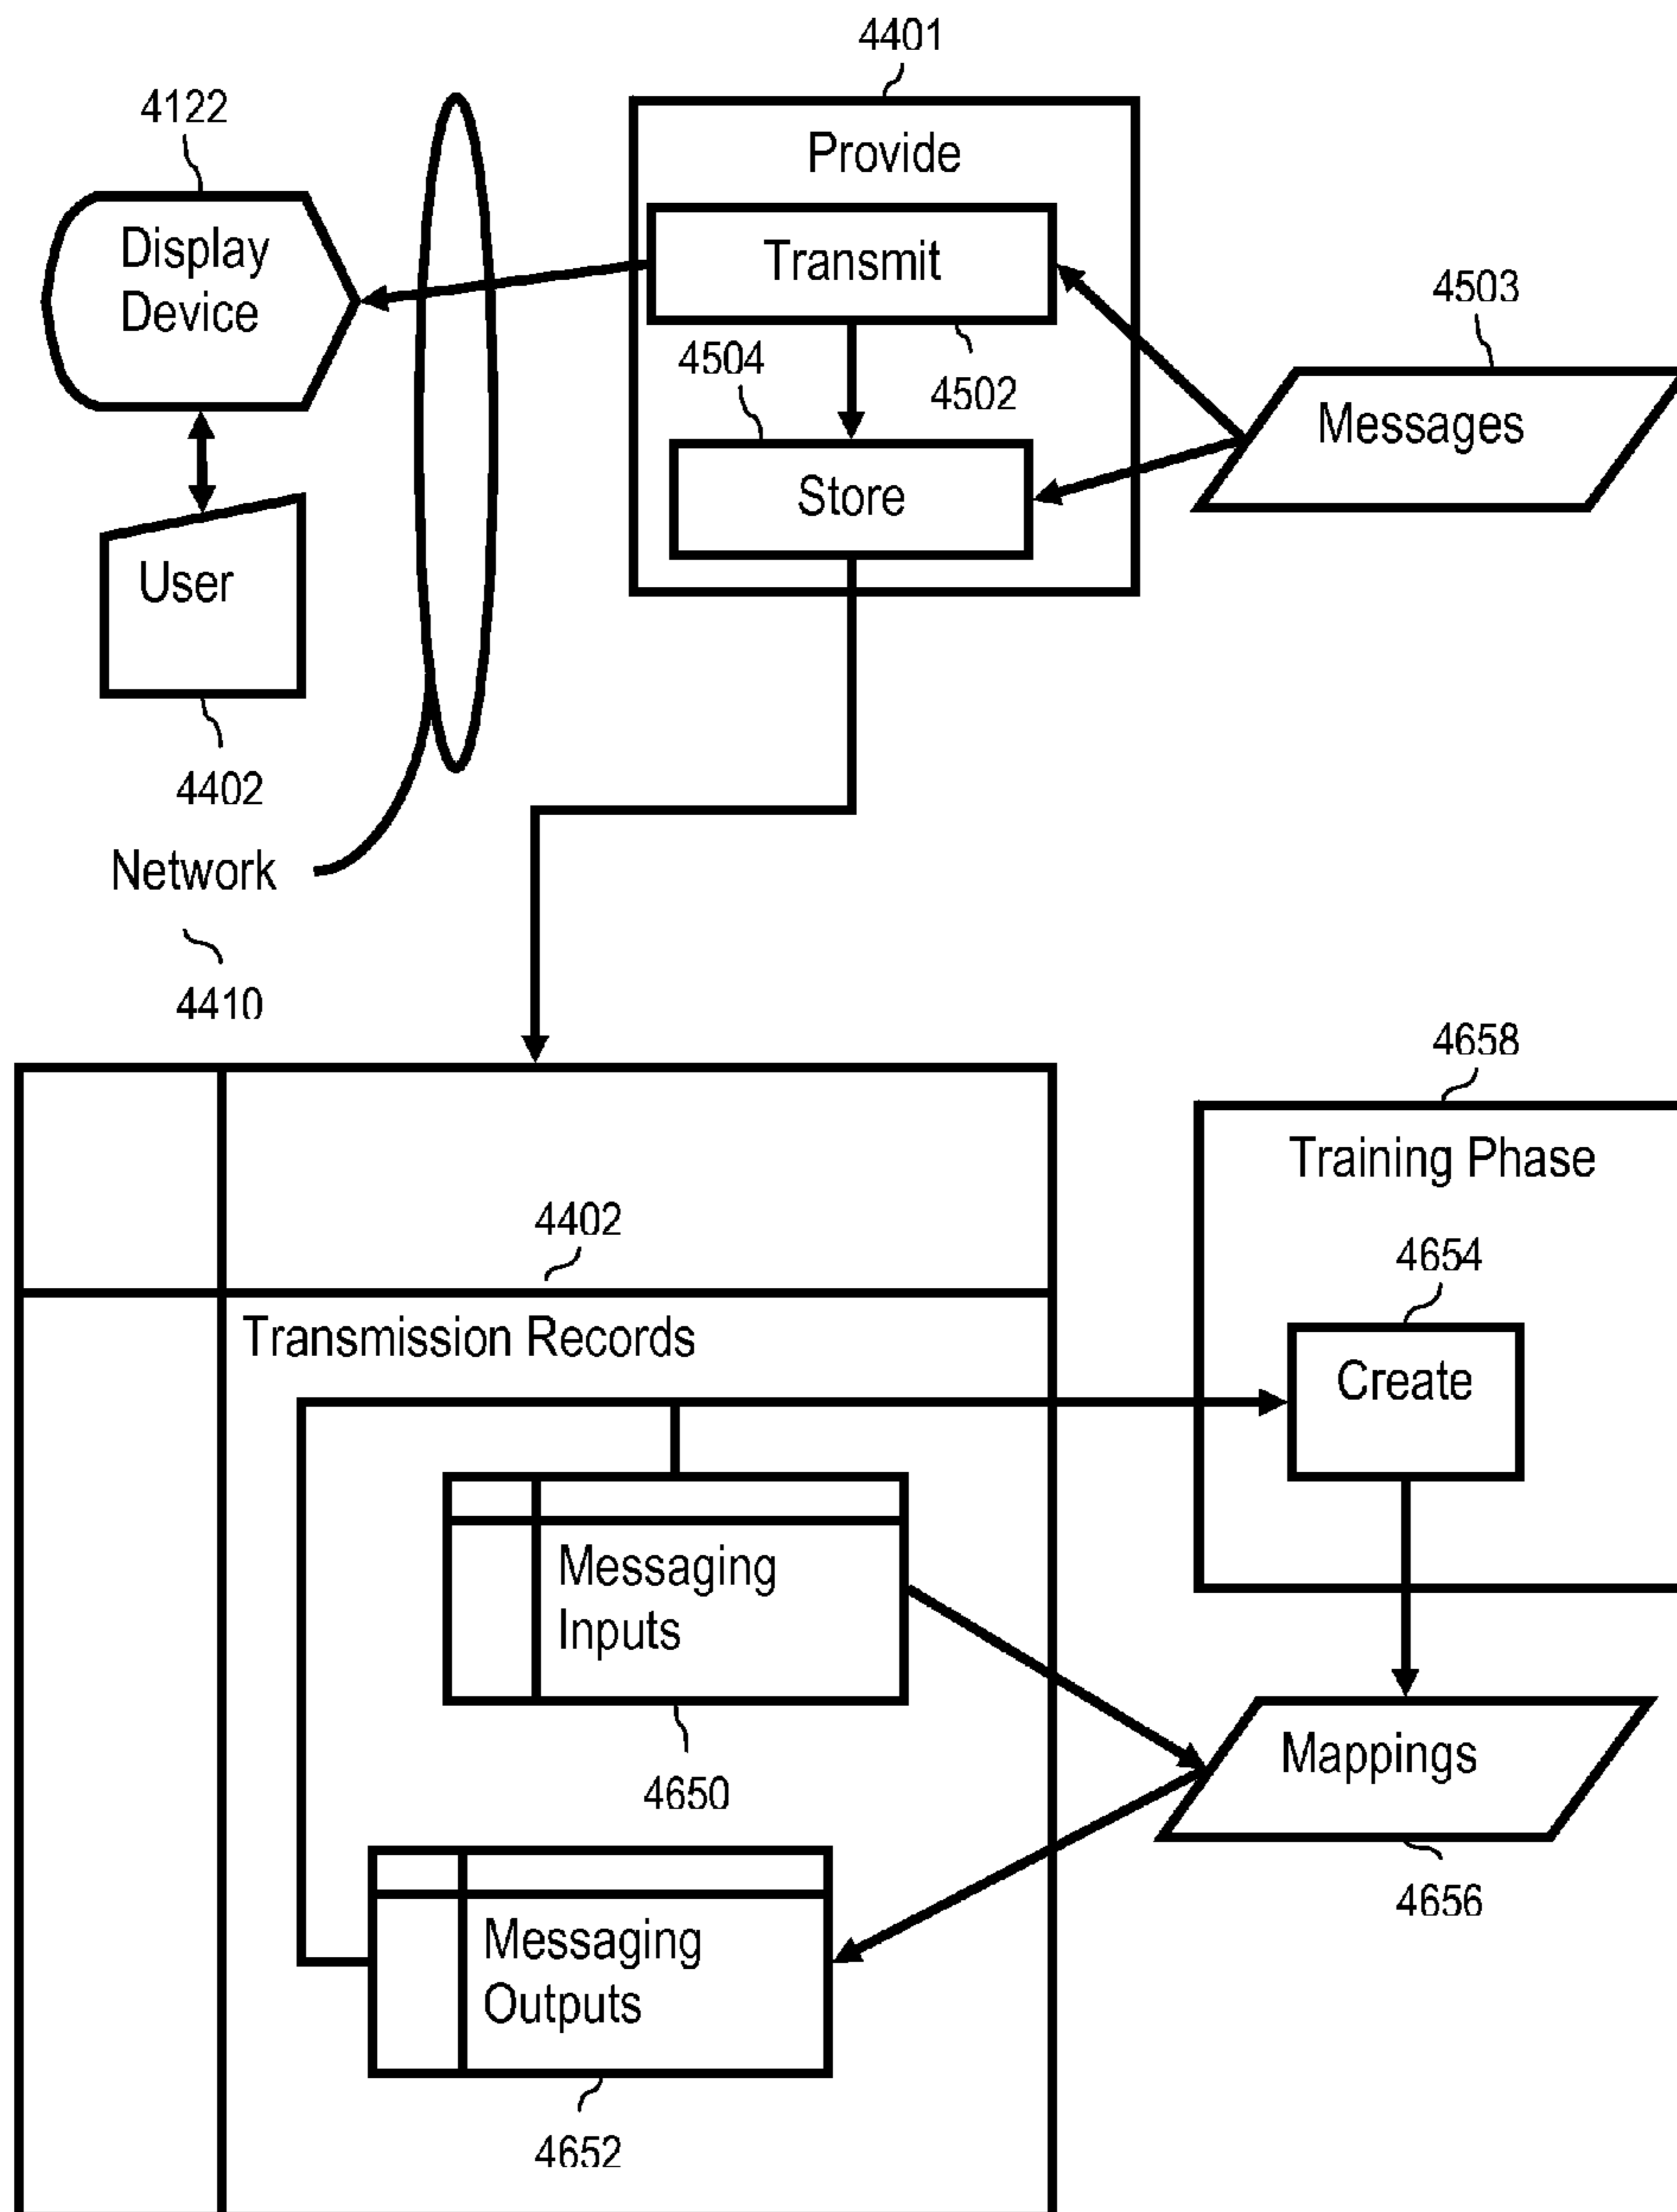 4401
4122
Provide
Display
Device
Transmit
4503
4504
4502
Messages
Store
User
4402
Network
4410
4658
Training Phase
4402
4654
Transmission Records
Create
Messaging
Inputs
Mappings
4650
4656
Messaging
Outputs
4652